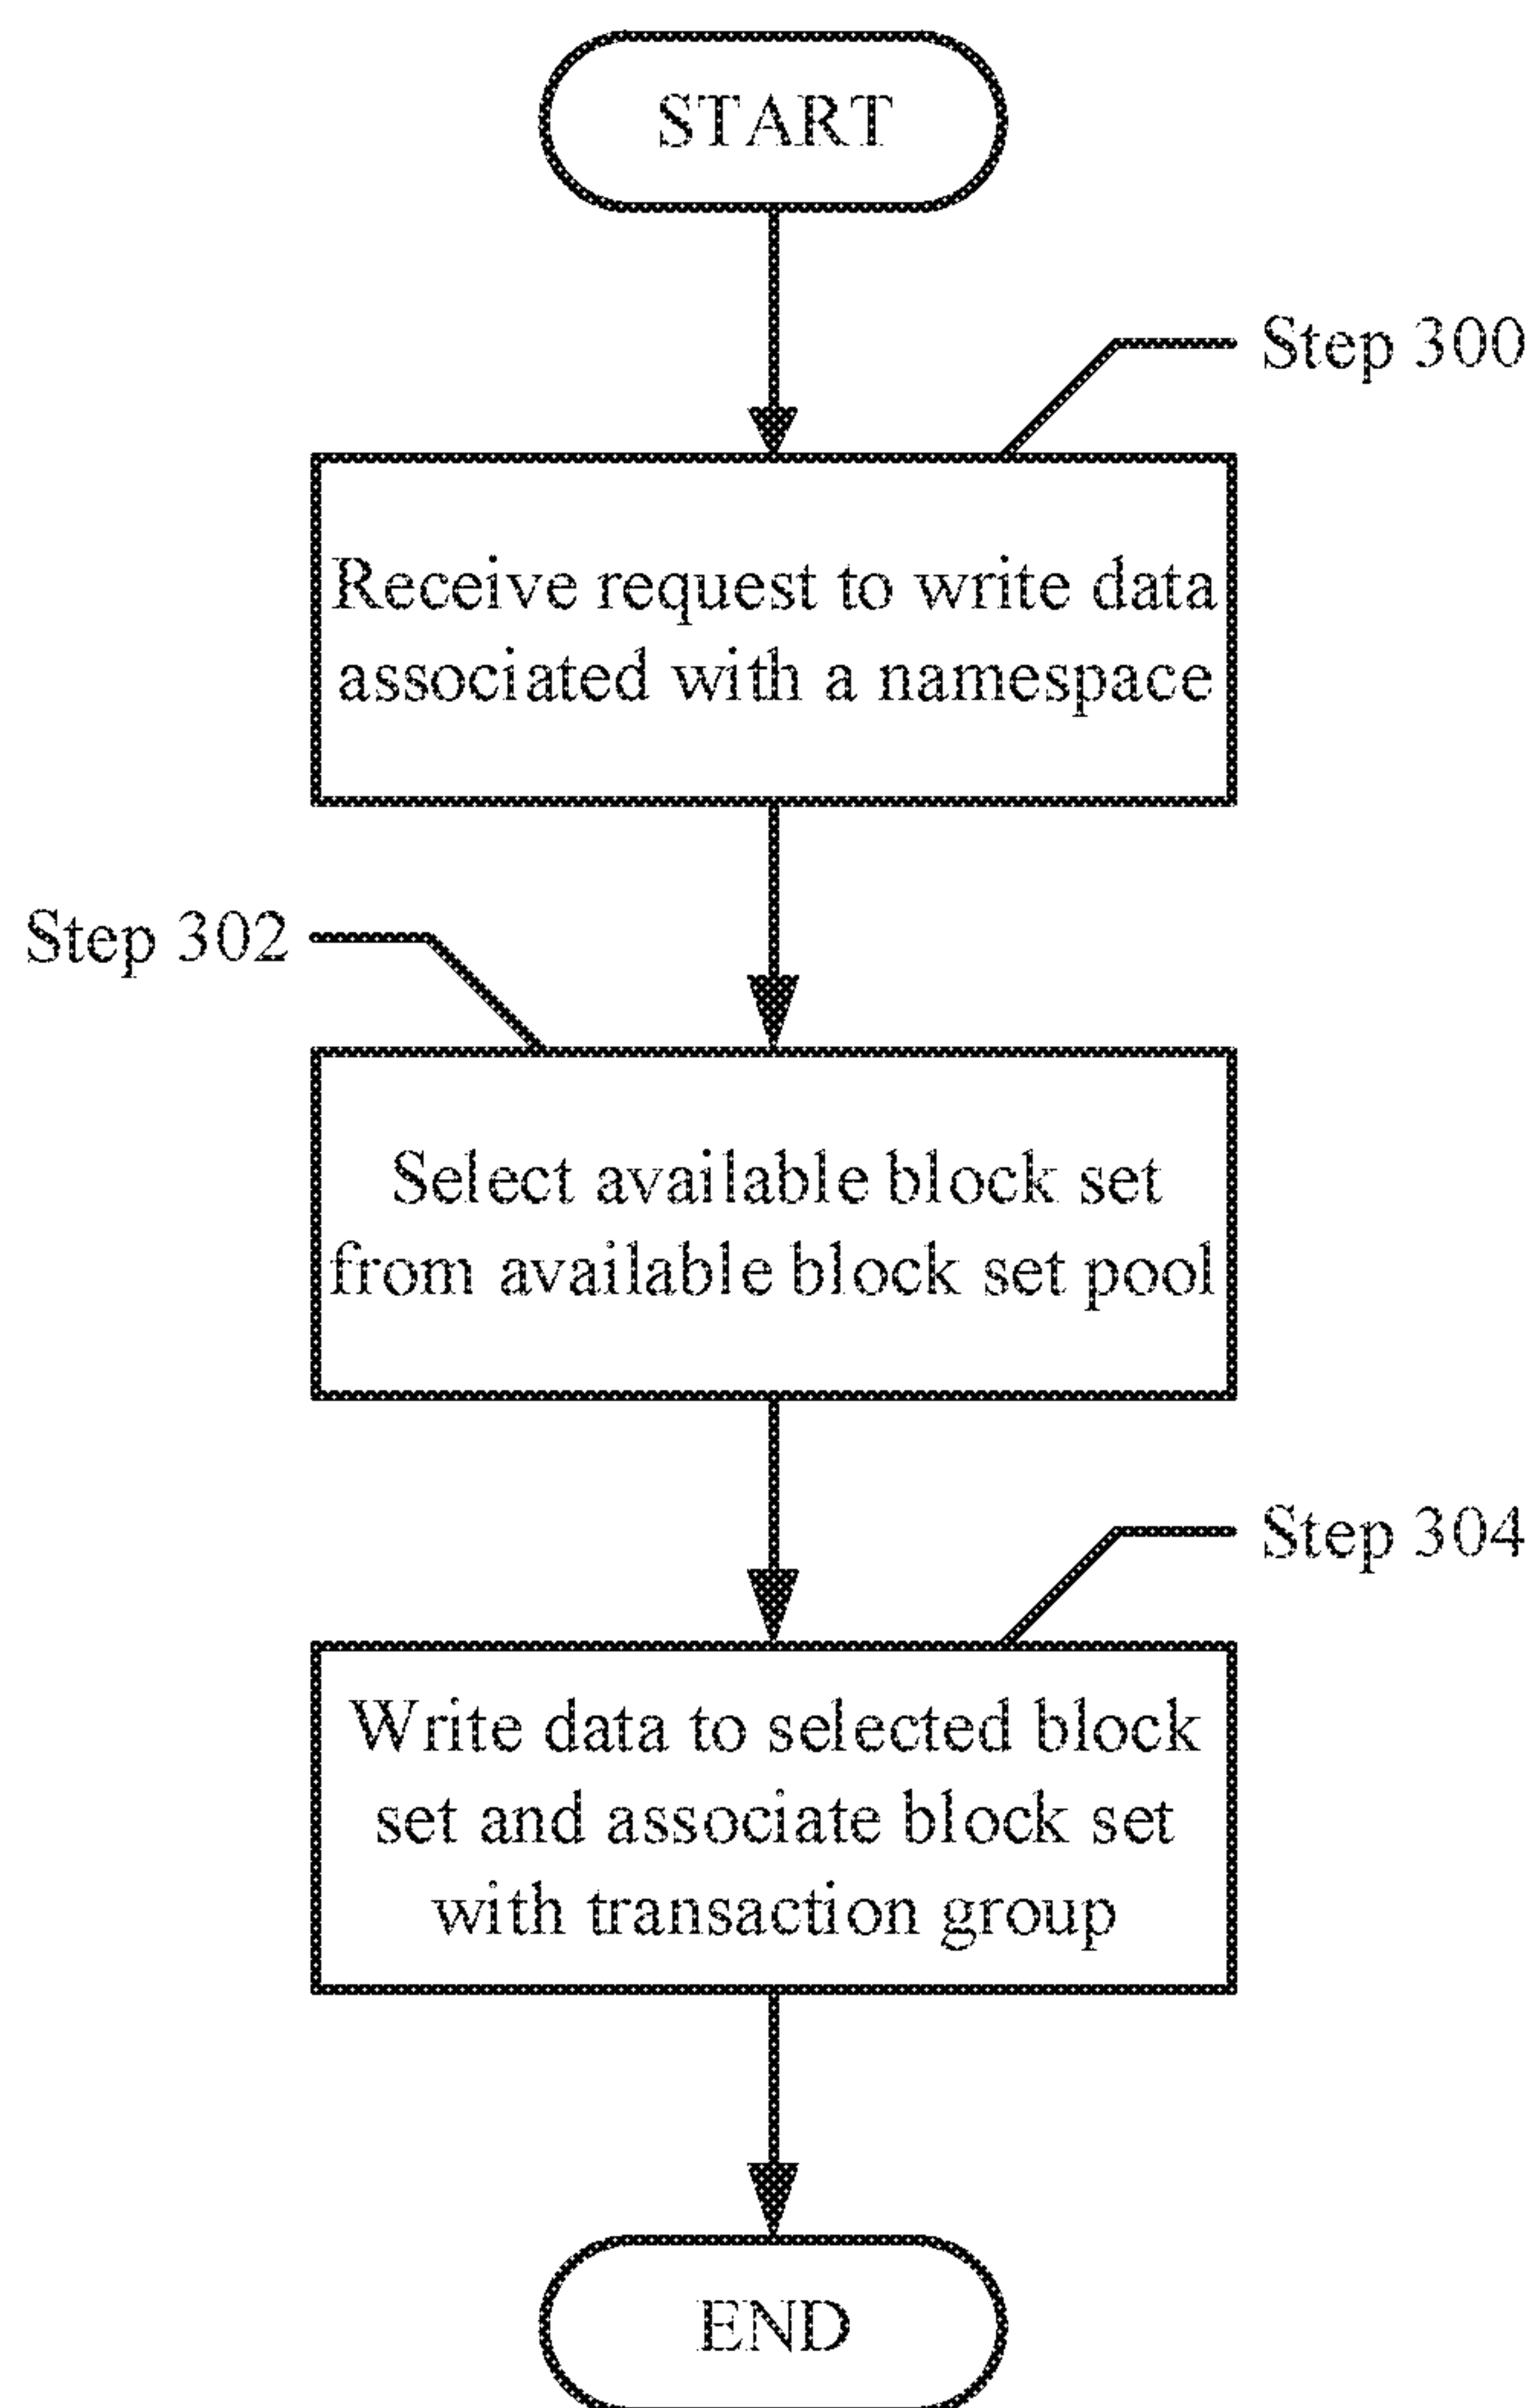 START
Step 300
Receive request to write data
associated with a namespace
Step 302
Select available block set
from available block set pool
Step 304
Write data to selected block
set and associate block set
with transaction group
END